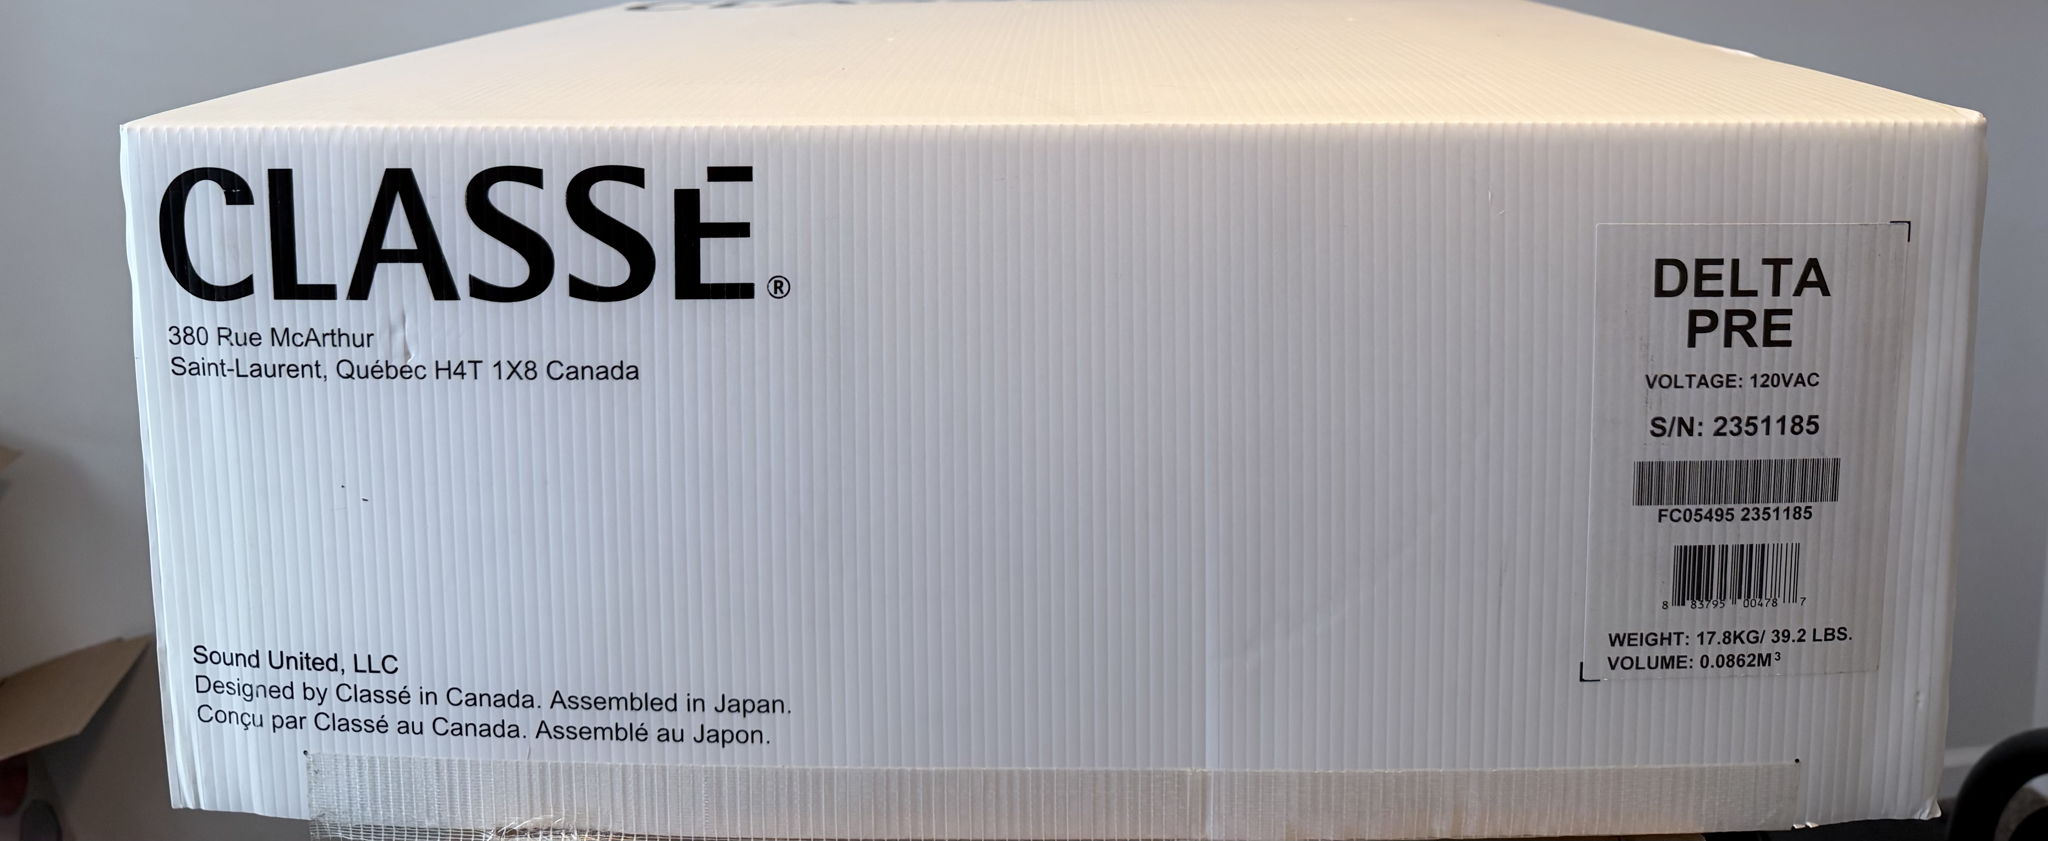 CLASSÉ®
380 Rue McArthur
Saint-Laurent, Québec H4T 1X8 Canada
Sound United, LLC
Designed by Classé in Canada. Assembled in Japan.
Conçu par Classé au Canada. Assemblé au Japon.
DELTA
PRE
VOLTAGE: 120VAC
S/N: 2351185
FC05495 2351185
8 83795 00478 7
WEIGHT: 17.8KG/ 39.2 LBS.
VOLUME: 0.0862M³